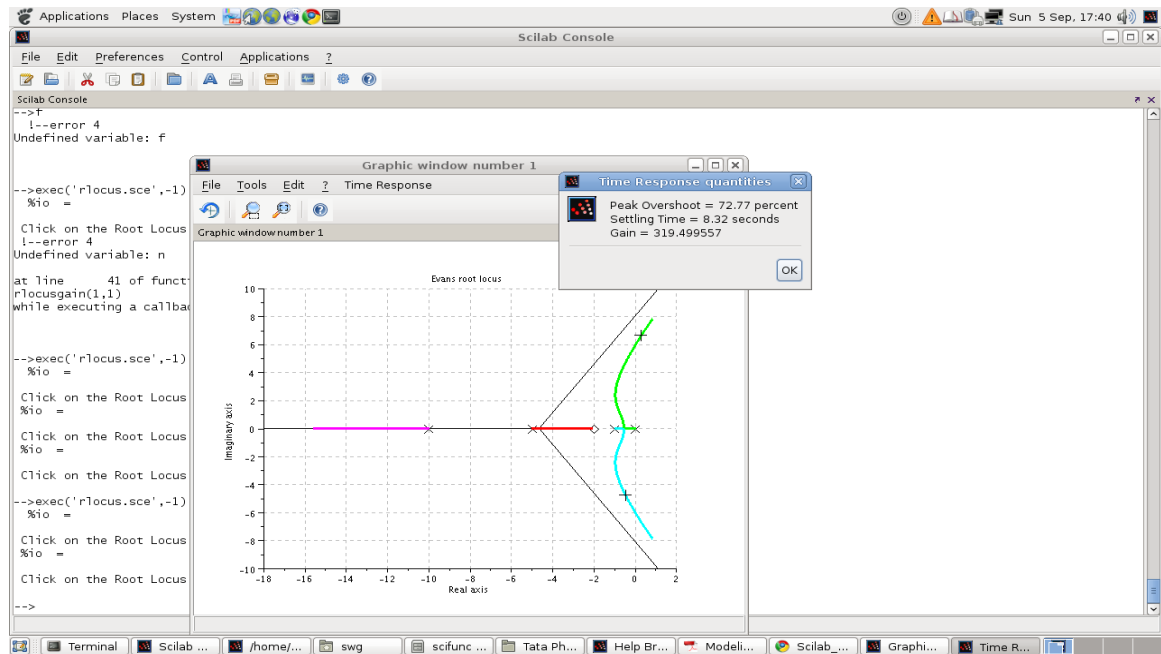 Applications Places System
Sun 5 Sep, 17:40
Scilab Console
File Edit Preferences Control Applications ?
Scilab Console
-->f
!--error 4
Undefined variable: f
-->exec('rlocus.sce',-1)
%io =
Click on the Root Locus
!--error 4
Undefined variable: n
at line 41 of funct
rlocusgain(1,1)
while executing a callba
-->exec('rlocus.sce',-1)
%io =
Click on the Root Locus
%io =
Click on the Root Locus
%io =
Click on the Root Locus
-->exec('rlocus.sce',-1)
%io =
Click on the Root Locus
%io =
Click on the Root Locus
-->
Graphic window number 1
File Tools Edit ? Time Response
Graphic window number 1
Evans root locus
10
8
6
4
2
0
-2
-4
-6
-8
-10
Imaginary axis
-18 -16 -14 -12 -10 -8 -6 -4 -2 0 2
Real axis
Time Response quantities
Peak Overshoot = 72.77 percent
Settling Time = 8.32 seconds
Gain = 319.499557
OK
Terminal
Scilab ...
/home/...
swg
scifunc ...
Tata Ph...
Help Br...
Modeli...
Scilab_...
Graphi...
Time R...